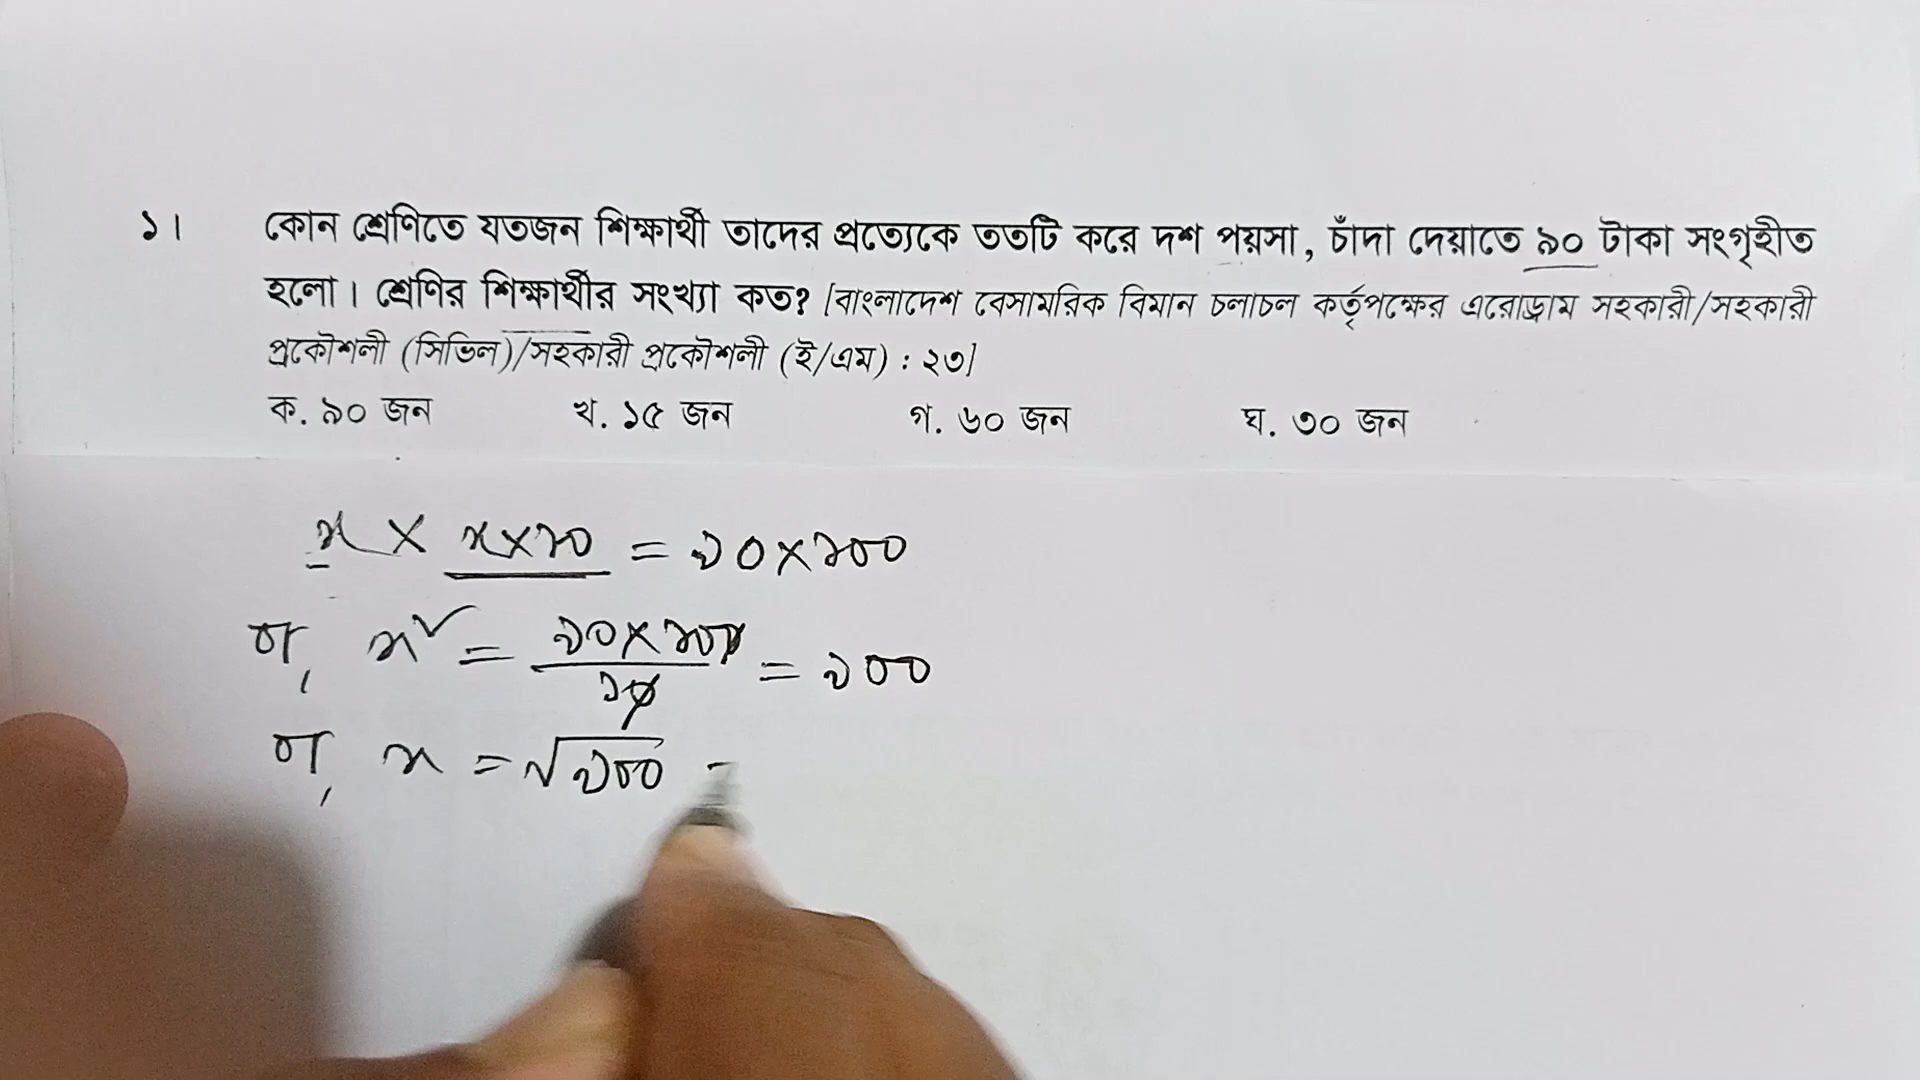 ১। কোন শ্রেণিতে যতজন শিক্ষার্থী তাদের প্রত্যেকে ততটি করে দশ পয়সা, চাঁদা দেয়াতে ৯০ টাকা সংগৃহীত
হলো। শ্রেণির শিক্ষার্থীর সংখ্যা কত? [বাংলাদেশ বেসামরিক বিমান চলাচল কর্তৃপক্ষের এরোড্রাম সহকারী/সহকারী
প্রকৌশলী (সিভিল)/সহকারী প্রকৌশলী (ই/এম) : ২৩]
ক. ৯০ জন খ. ১৫ জন গ. ৬০ জন ঘ. ৩০ জন
x × x×১০ = ৯০×১০০
বা, x² = ৯০×১০০ / ১০ = ৯০০
বা, x = √৯০০ =